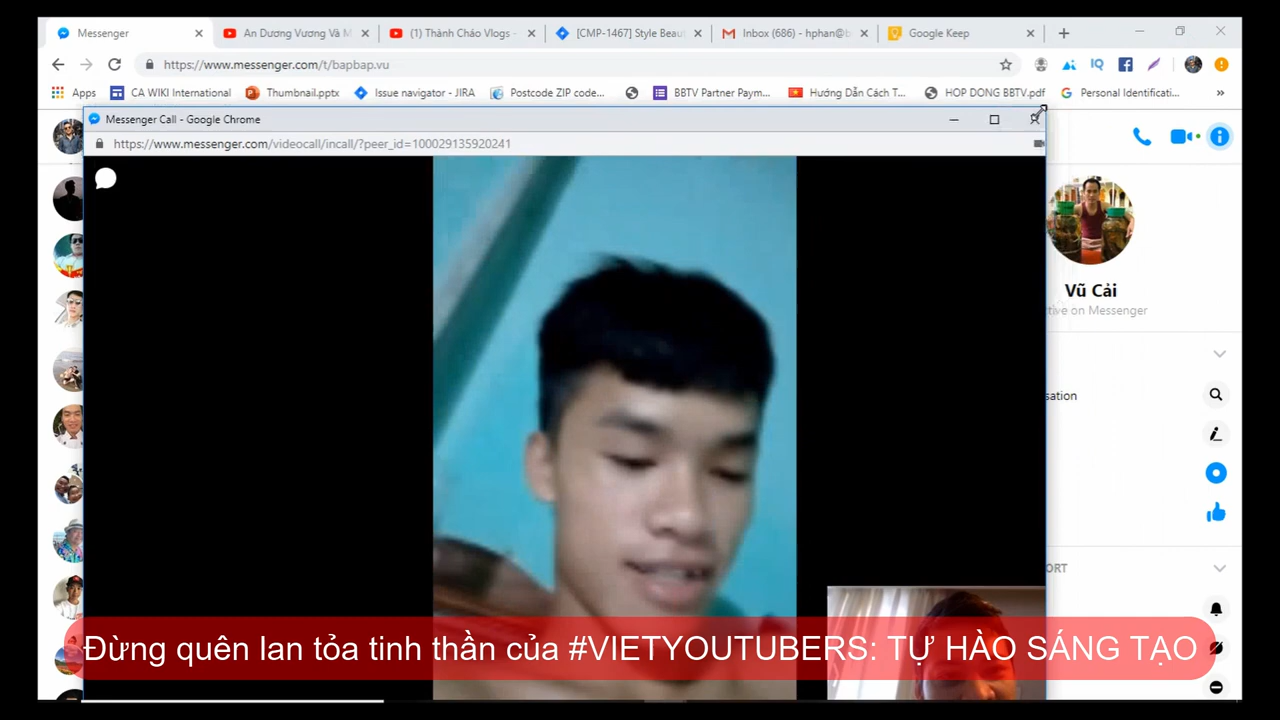 Messenger
An Dương Vương Và M
(1) Thành Cháo Vlogs -
[CMP-1467] Style Beau
Inbox (686) - hphan@b
Google Keep
https://www.messenger.com/t/bapbap.vu
Apps
CA WIKI International
Thumbnail.pptx
Issue navigator - JIRA
Postcode ZIP code...
BBTV Partner Paym...
Hướng Dẫn Cách T...
HOP DONG BBTV.pdf
Personal Identificati...
»
Messenger Call - Google Chrome
https://www.messenger.com/videocall/incall/?peer_id=100029135920241
IQ
Vũ Cải
tive on Messenger
sation
ORT
Đừng quên lan tỏa tinh thần của #VIETYOUTUBERS: TỰ HÀO SÁNG TẠO